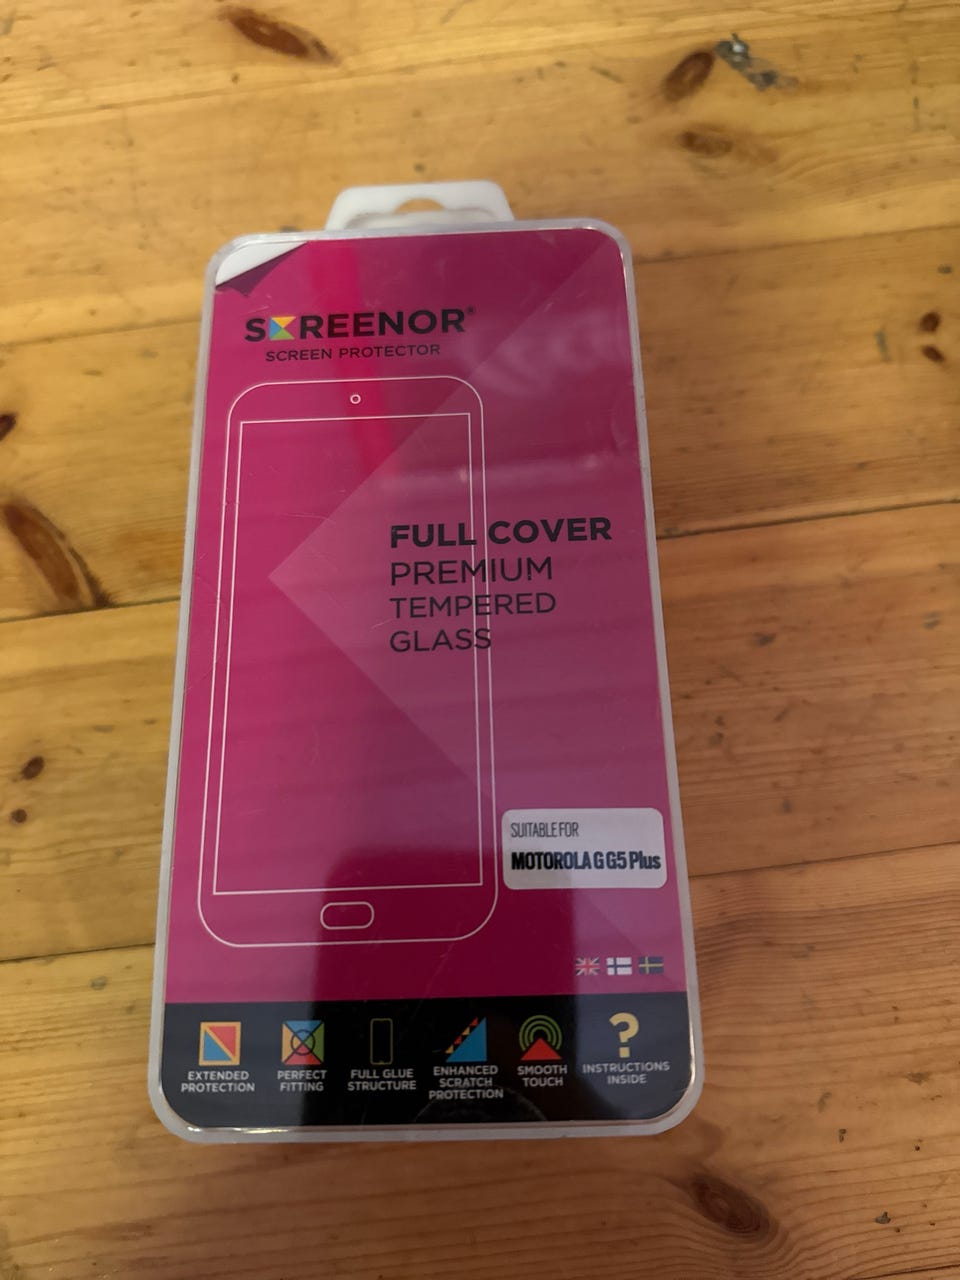 SCREENOR®
SCREEN PROTECTOR
FULL COVER
PREMIUM
TEMPERED
GLASS
SUITABLE FOR
MOTOROLA G G5 Plus
EXTENDED
PROTECTION
PERFECT
FITTING
FULL GLUE
STRUCTURE
ENHANCED
SCRATCH
PROTECTION
SMOOTH
TOUCH
?
INSTRUCTIONS
INSIDE